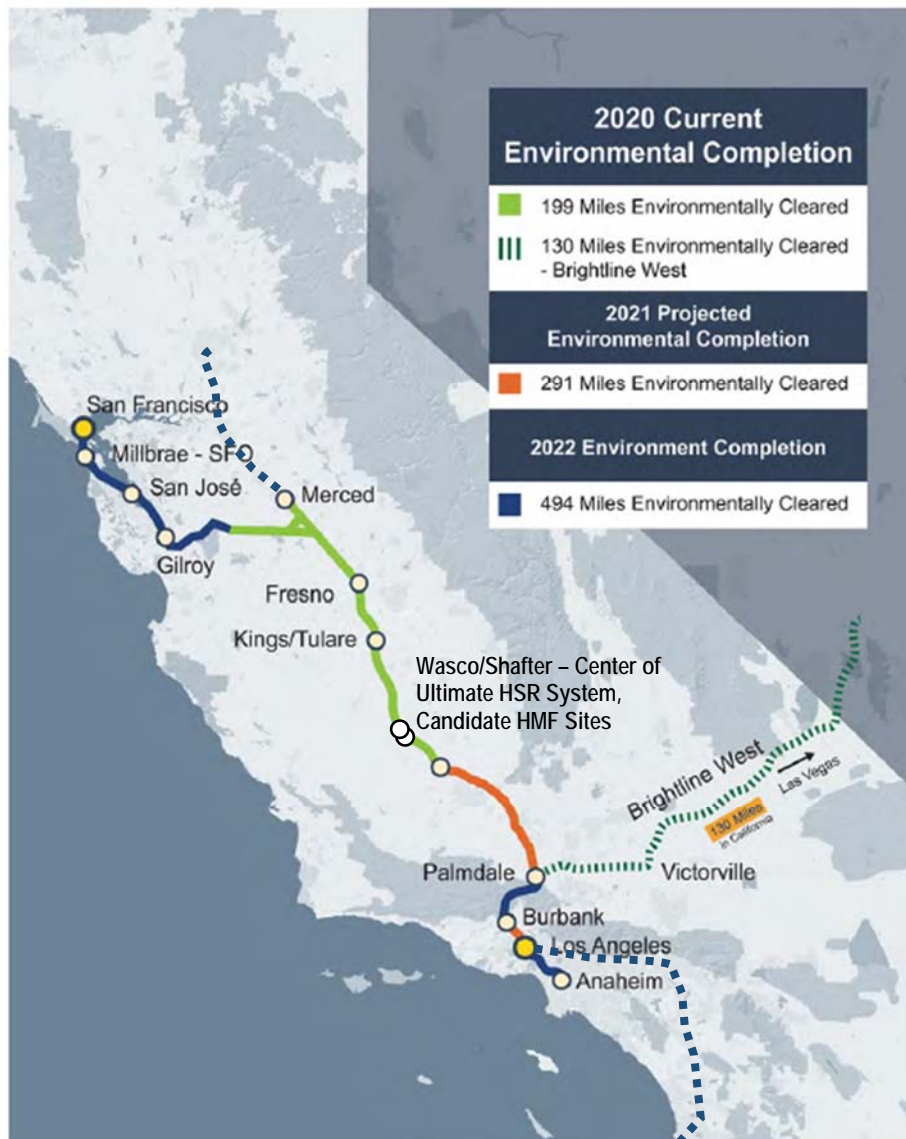 2020 Current
Environmental Completion
199 Miles Environmentally Cleared
130 Miles Environmentally Cleared
- Brightline West
2021 Projected
Environmental Completion
291 Miles Environmentally Cleared
2022 Environment Completion
494 Miles Environmentally Cleared
San Francisco
Millbrae - SFO
San José
Merced
Gilroy
Fresno
Kings/Tulare
Wasco/Shafter – Center of
Ultimate HSR System,
Candidate HMF Sites
Brightline West
Las Vegas
130 Miles
in California
Palmdale
Victorville
Burbank
Los Angeles
Anaheim